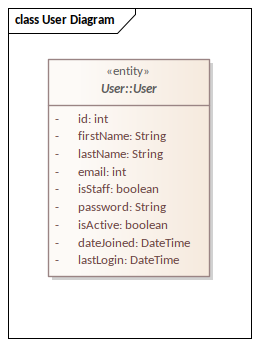 class User Diagram
«entity»
User::User
- id: int
- firstName: String
- lastName: String
- email: int
- isStaff: boolean
- password: String
- isActive: boolean
- dateJoined: DateTime
- lastLogin: DateTime